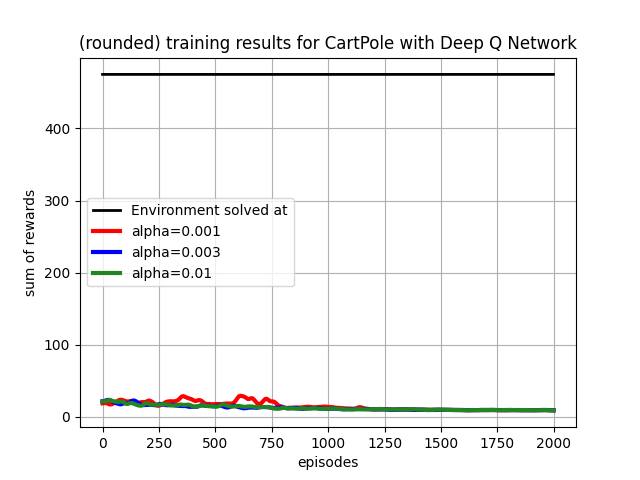 (rounded) training results for CartPole with Deep Q Network
sum of rewards
400
300
200
100
0
Environment solved at
alpha=0.001
alpha=0.003
alpha=0.01
0 250 500 750 1000 1250 1500 1750 2000
episodes